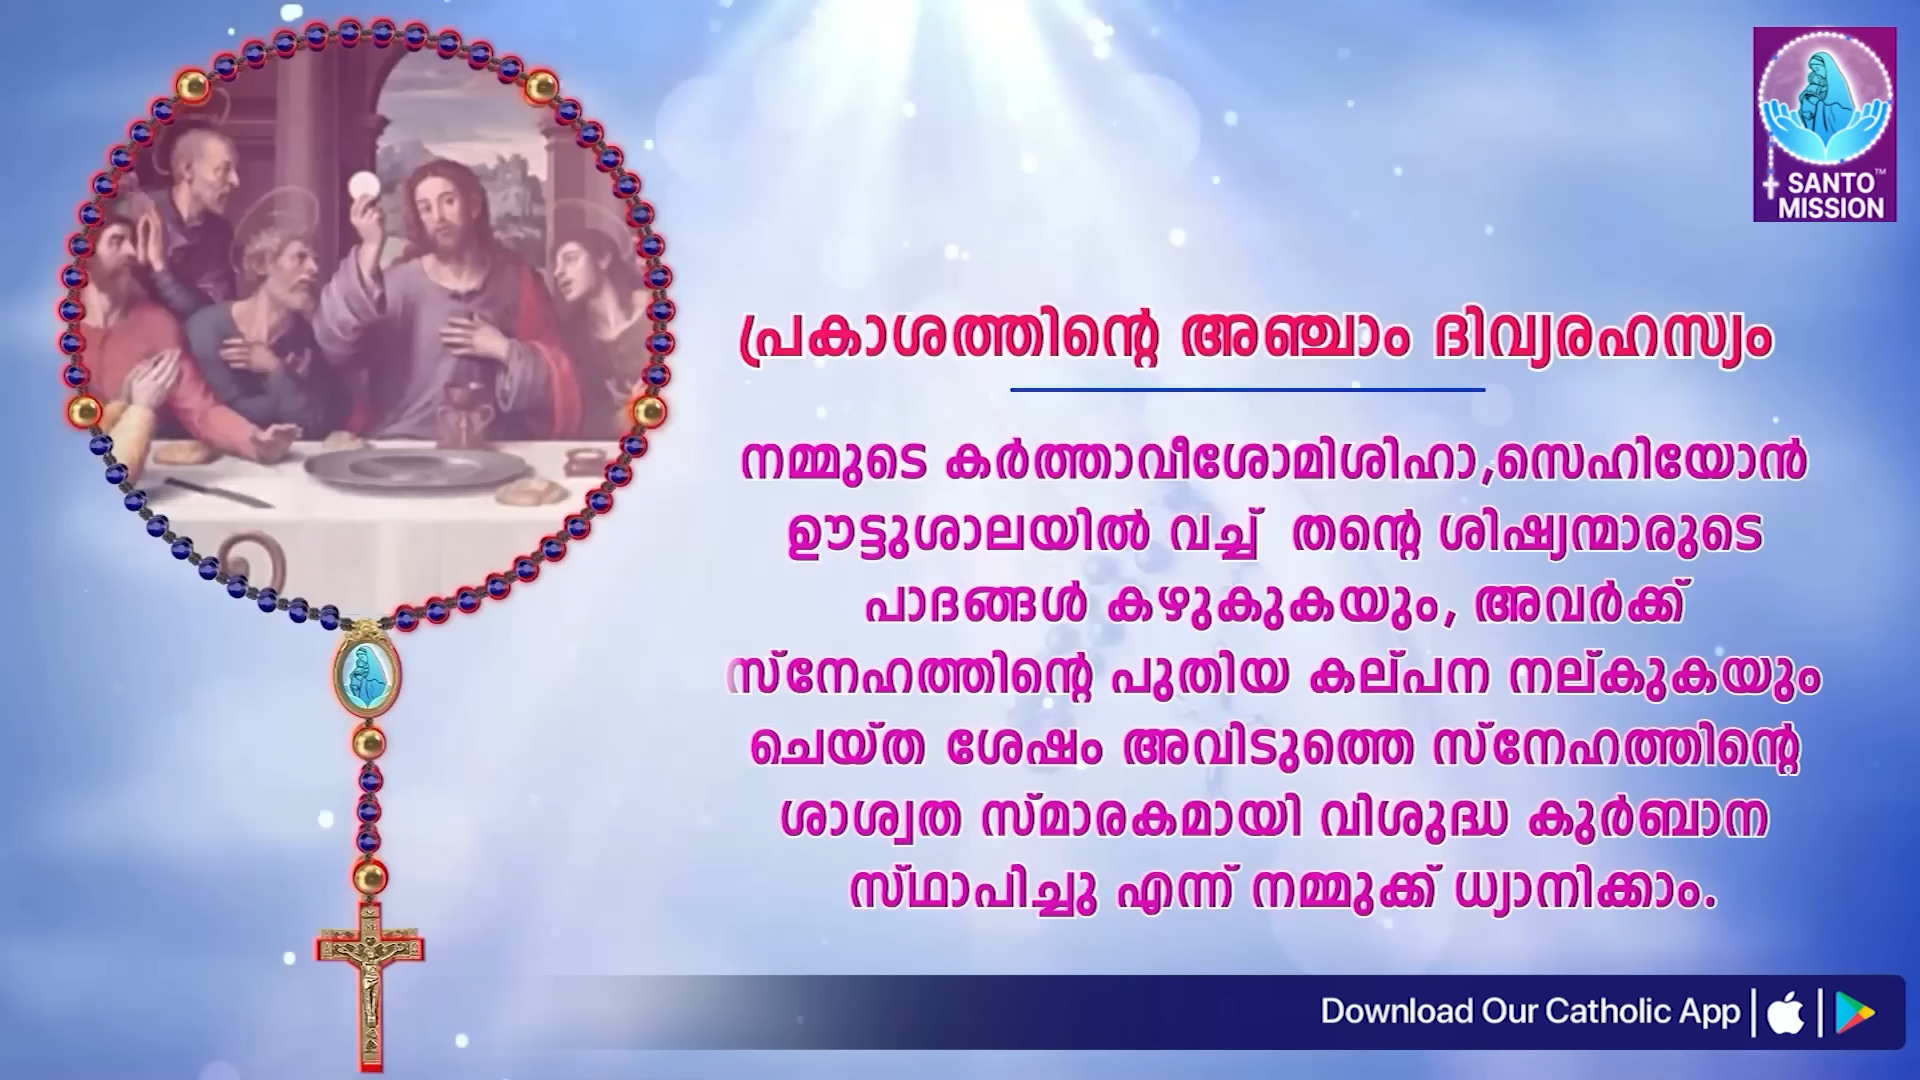 SANTO™
MISSION
പ്രകാശത്തിന്റെ അഞ്ചാം ദിവ്യരഹസ്യം
നമ്മുടെ കർത്താവീശോമിശിഹാ,സെഹിയോൻ
ഊട്ടുശാലയിൽ വച്ച് തന്റെ ശിഷ്യന്മാരുടെ
പാദങ്ങൾ കഴുകുകയും, അവർക്ക്
സ്നേഹത്തിന്റെ പുതിയ കല്പന നല്കുകയും
ചെയ്ത ശേഷം അവിടുത്തെ സ്നേഹത്തിന്റെ
ശാശ്വത സ്മാരകമായി വിശുദ്ധ കുർബാന
സ്ഥാപിച്ചു എന്ന് നമ്മുക്ക് ധ്യാനിക്കാം.
Download Our Catholic App